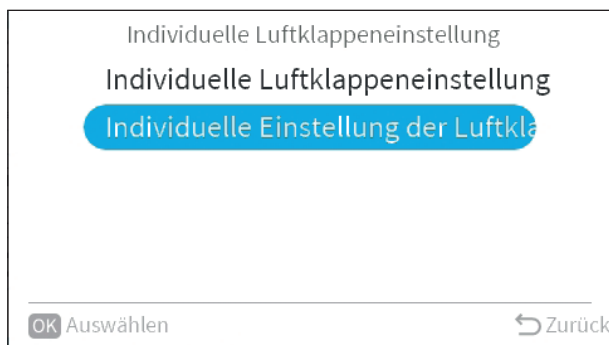 Individuelle Luftklappeneinstellung
Individuelle Luftklappeneinstellung
Individuelle Einstellung der Luftkla
OK Auswählen
Zurück